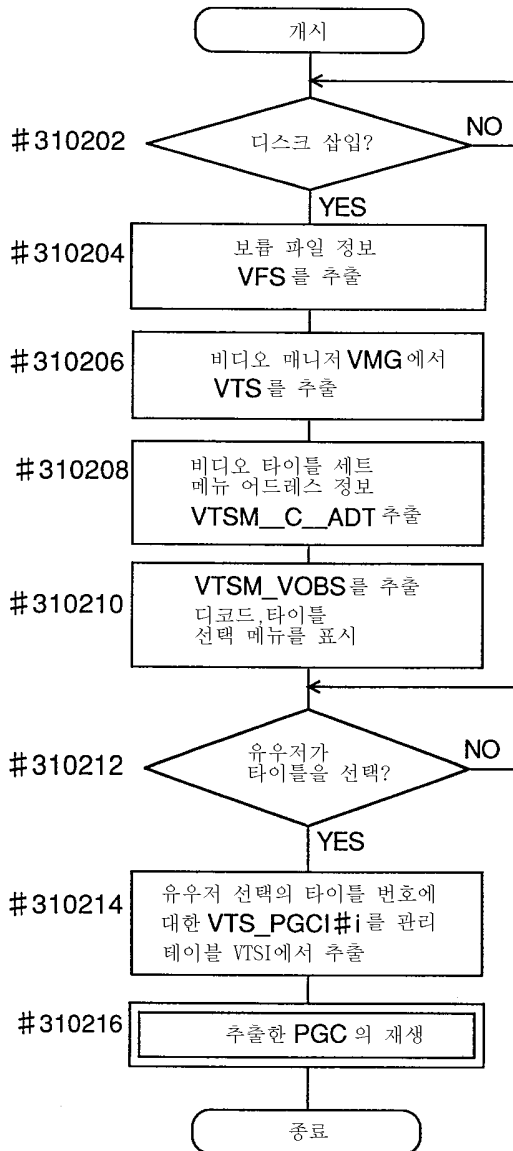 개시
#310202
디스크 삽입?
NO
YES
#310204
보륨 파일 정보
VFS를 추출
#310206
비디오 매니저 VMG에서
VTS를 추출
#310208
비디오 타이틀 세트
메뉴 어드레스 정보
VTSM__C__ADT 추출
#310210
VTSM_VOBS를 추출
디코드,타이틀
선택 메뉴를 표시
#310212
유우저가
타이틀을 선택?
NO
YES
#310214
유우저 선택의 타이틀 번호에
대한 VTS_PGCI#i를 관리
테이블 VTSI에서 추출
#310216
추출한 PGC의 재생
종료